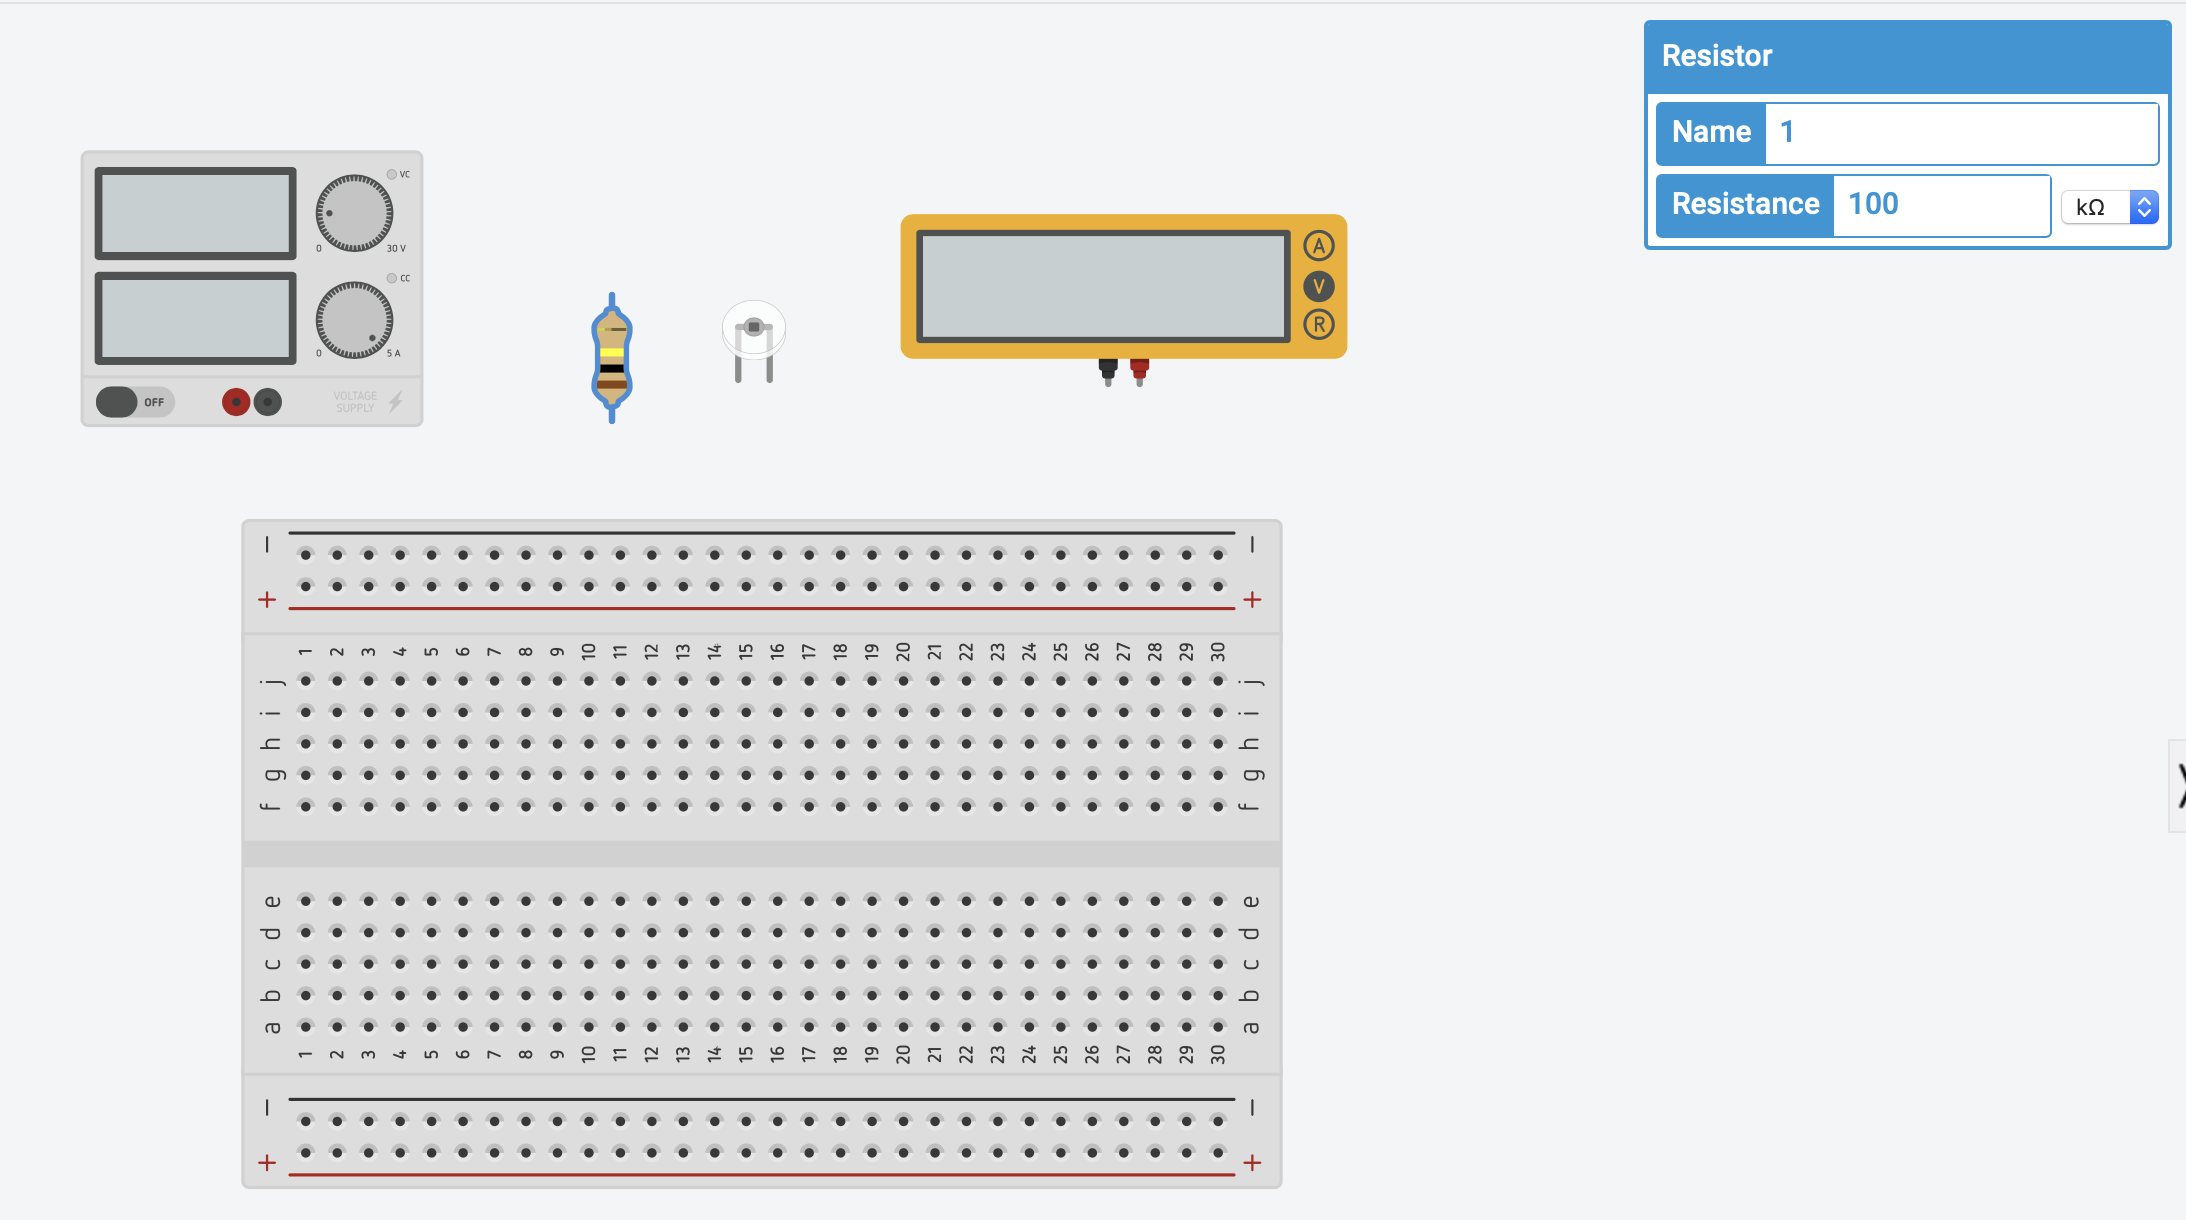 Resistor
Name 1
Resistance 100 kΩ
VC
0 30 V
CC
0 5 A
OFF VOLTAGE
SUPPLY
A
V
R
− −
+ +
1 2 3 4 5 6 7 8 9 10 11 12 13 14 15 16 17 18 19 20 21 22 23 24 25 26 27 28 29 30
j j
i i
h h
g g
f f
e e
d d
c c
b b
a a
1 2 3 4 5 6 7 8 9 10 11 12 13 14 15 16 17 18 19 20 21 22 23 24 25 26 27 28 29 30
− −
+ +